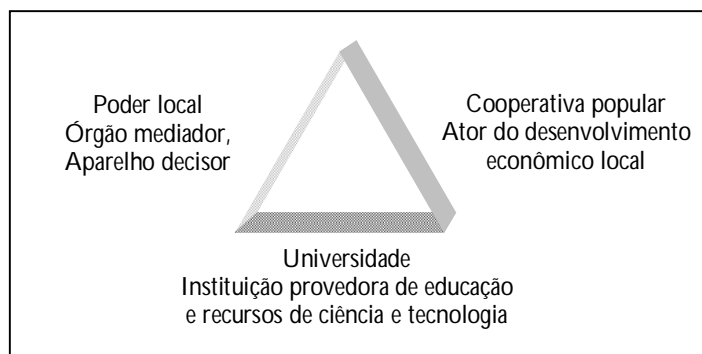 Poder local
Órgão mediador,
Aparelho decisor
Cooperativa popular
Ator do desenvolvimento
econômico local
Universidade
Instituição provedora de educação
e recursos de ciência e tecnologia